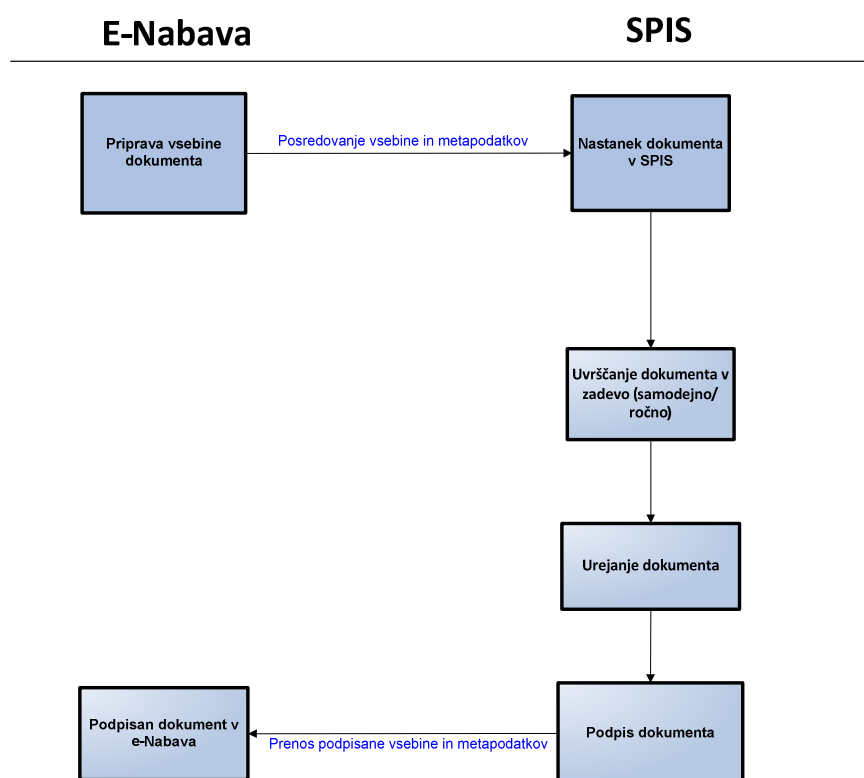 E-Nabava
SPIS
Priprava vsebine
dokumenta
Posredovanje vsebine in metapodatkov
Nastanek dokumenta
v SPIS
Uvrščanje dokumenta v
zadevo (samodejno/
ročno)
Urejanje dokumenta
Podpis dokumenta
Prenos podpisane vsebine in metapodatkov
Podpisan dokument v
e-Nabava